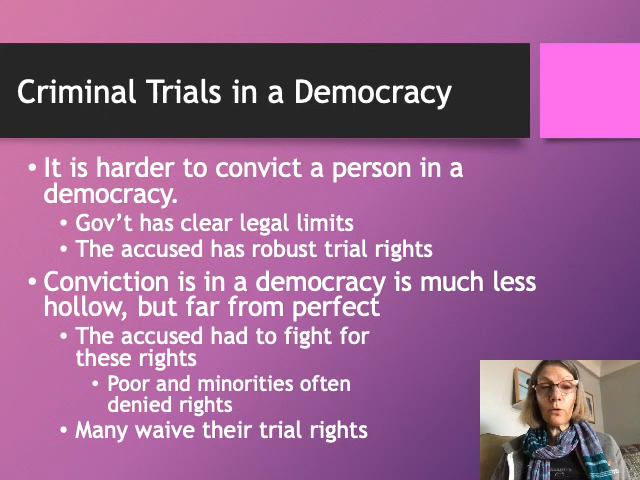 Criminal Trials in a Democracy
• It is harder to convict a person in a
democracy.
• Gov't has clear legal limits
• The accused has robust trial rights
• Conviction is in a democracy is much less
hollow, but far from perfect
• The accused had to fight for
these rights
• Poor and minorities often
denied rights
• Many waive their trial rights